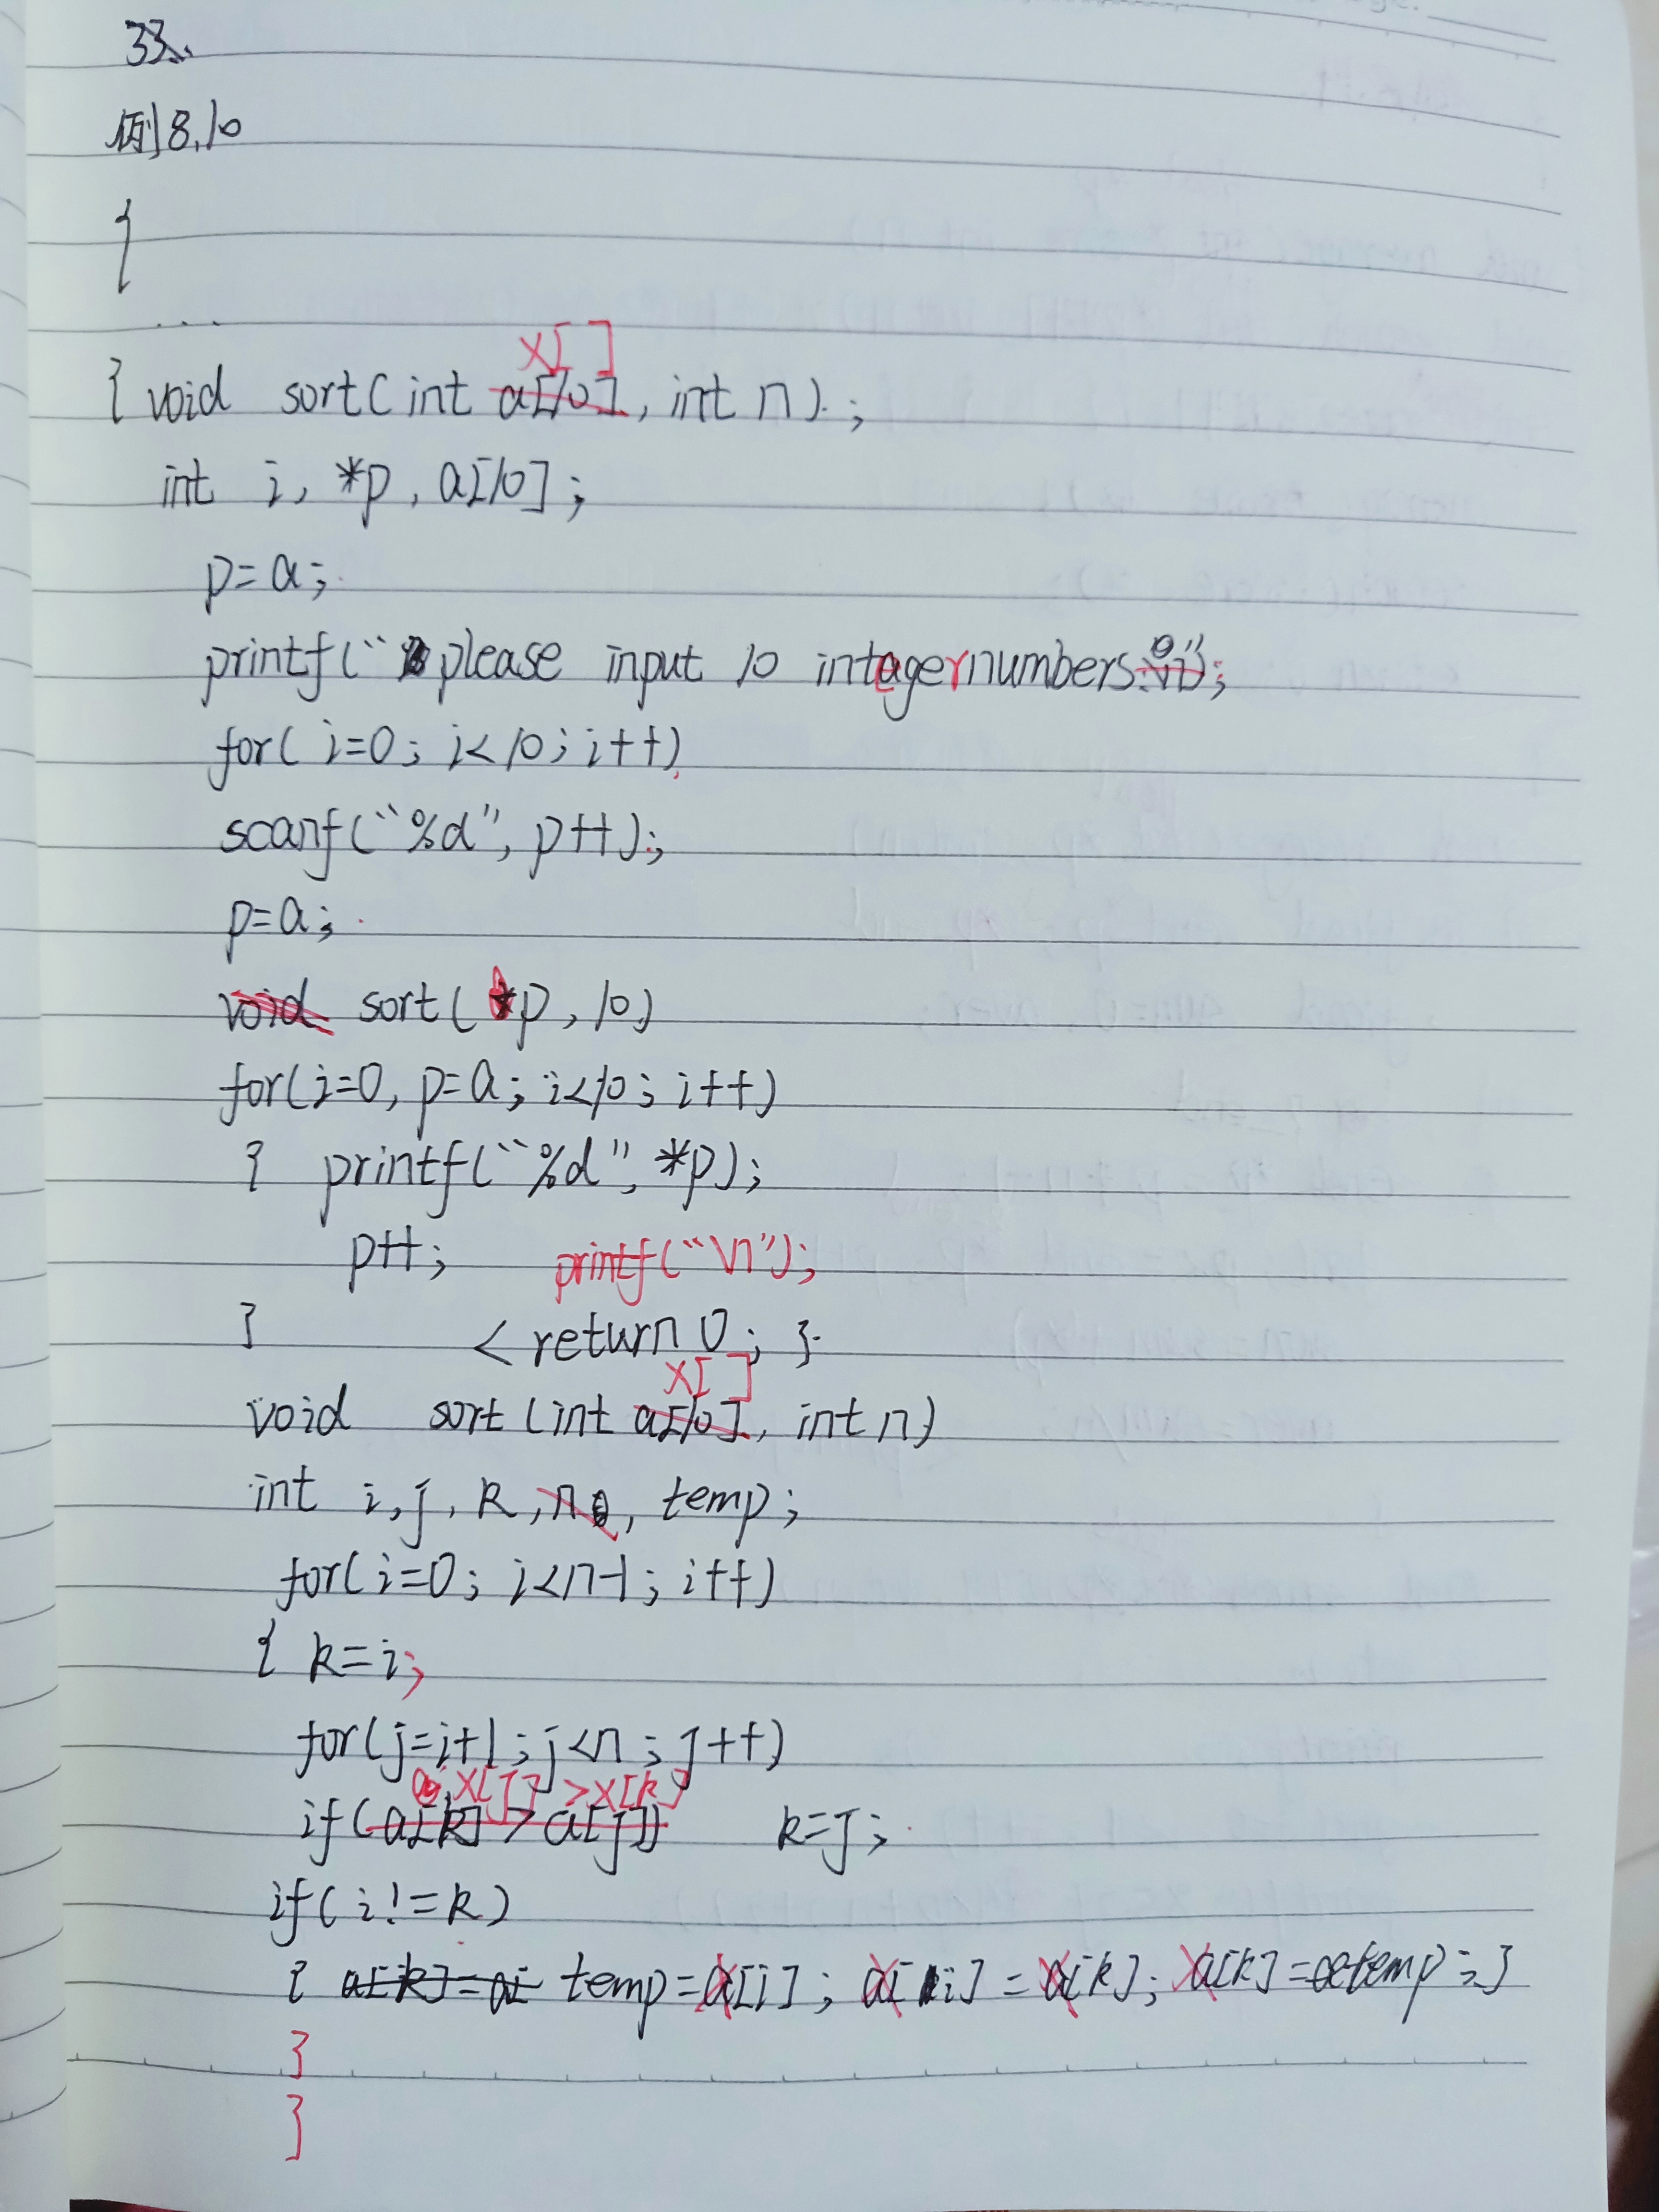 33.
例8.10
{
...
x[ ]
{ void sort(int a[10], int n);
int i, *p, a[10];
p=a;
printf("please input 10 integer numbers:");
for( i=0; i<10; i++)
scanf("%d", p++);
p=a;
void sort( *p, 10)
for(i=0, p=a; i<10; i++)
{ printf("%d", *p);
p++; printf("\n");
} < return 0; }
x[ ]
void sort (int a[10], int n)
int i, j, k, n, temp;
for(i=0; i<n-1; i++)
{ k=i;
for(j=i+1; j<n; j++)
x[j] > x[k]
if(a[k] > a[j]) k=j;
if( i!=k)
{ a[k]=a[ temp=a[i]; a[i] = a[k]; a[k]=temp; }
}
}